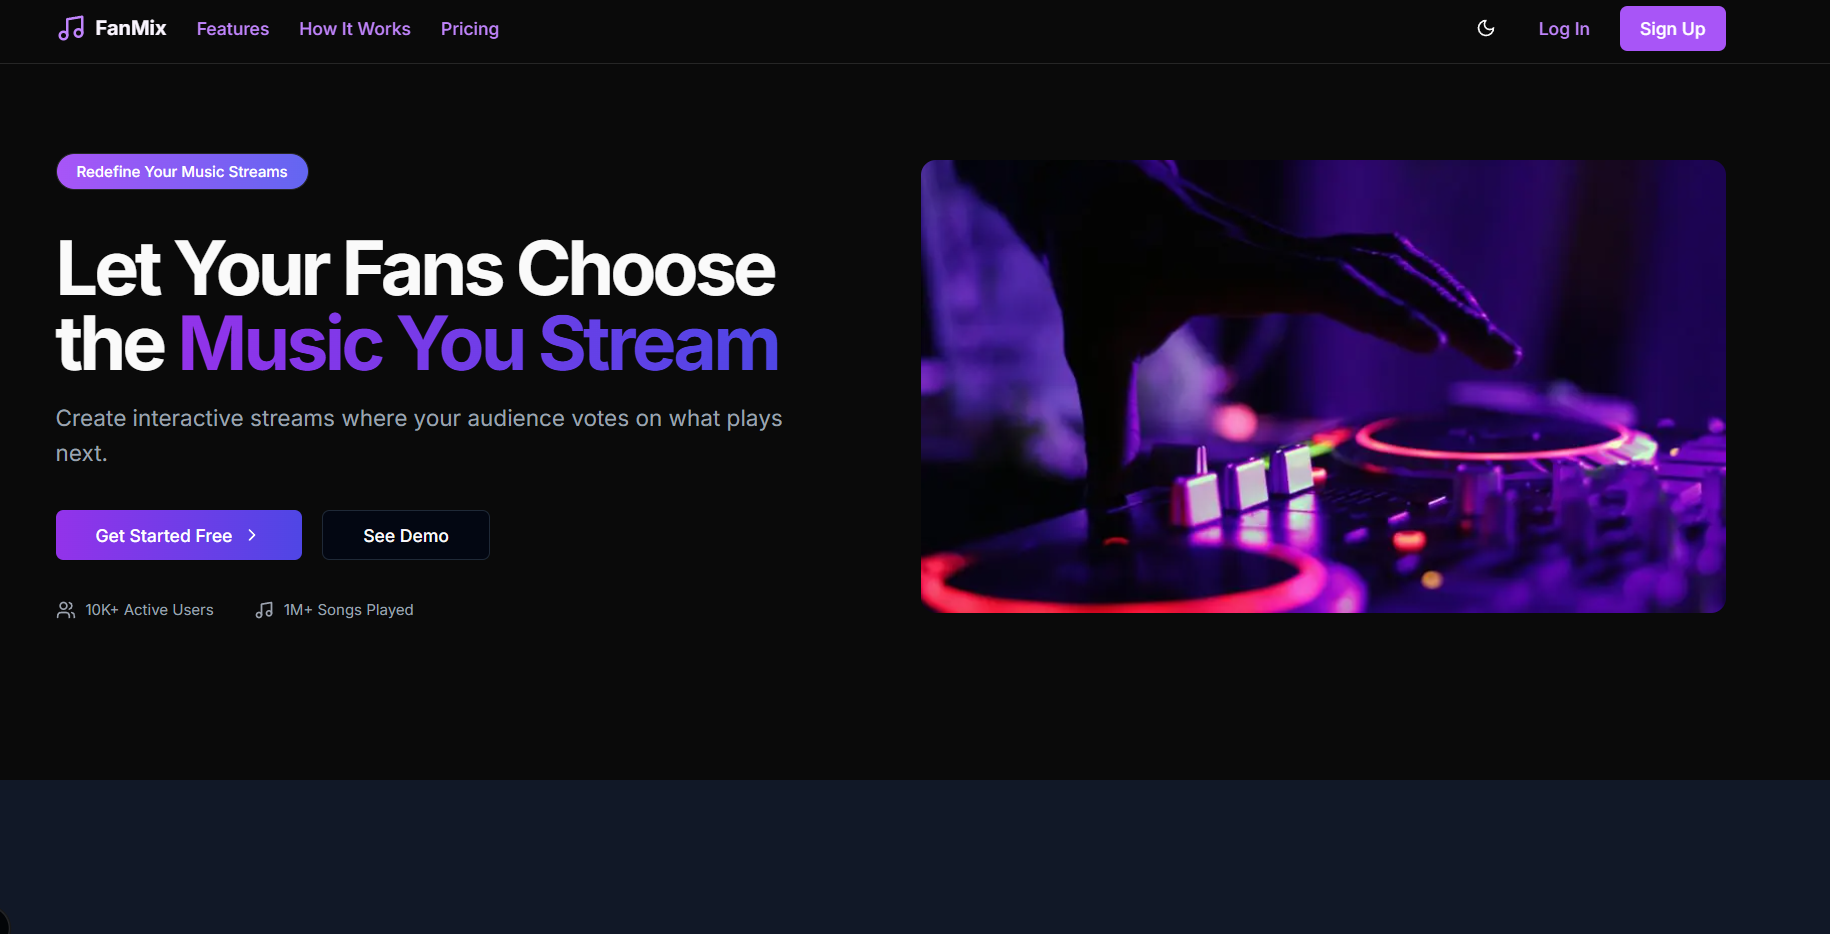 FanMix
Features
How It Works
Pricing
Log In
Sign Up
Redefine Your Music Streams
Let Your Fans Choose
the Music You Stream
Create interactive streams where your audience votes on what plays
next.
Get Started Free
See Demo
10K+ Active Users
1M+ Songs Played